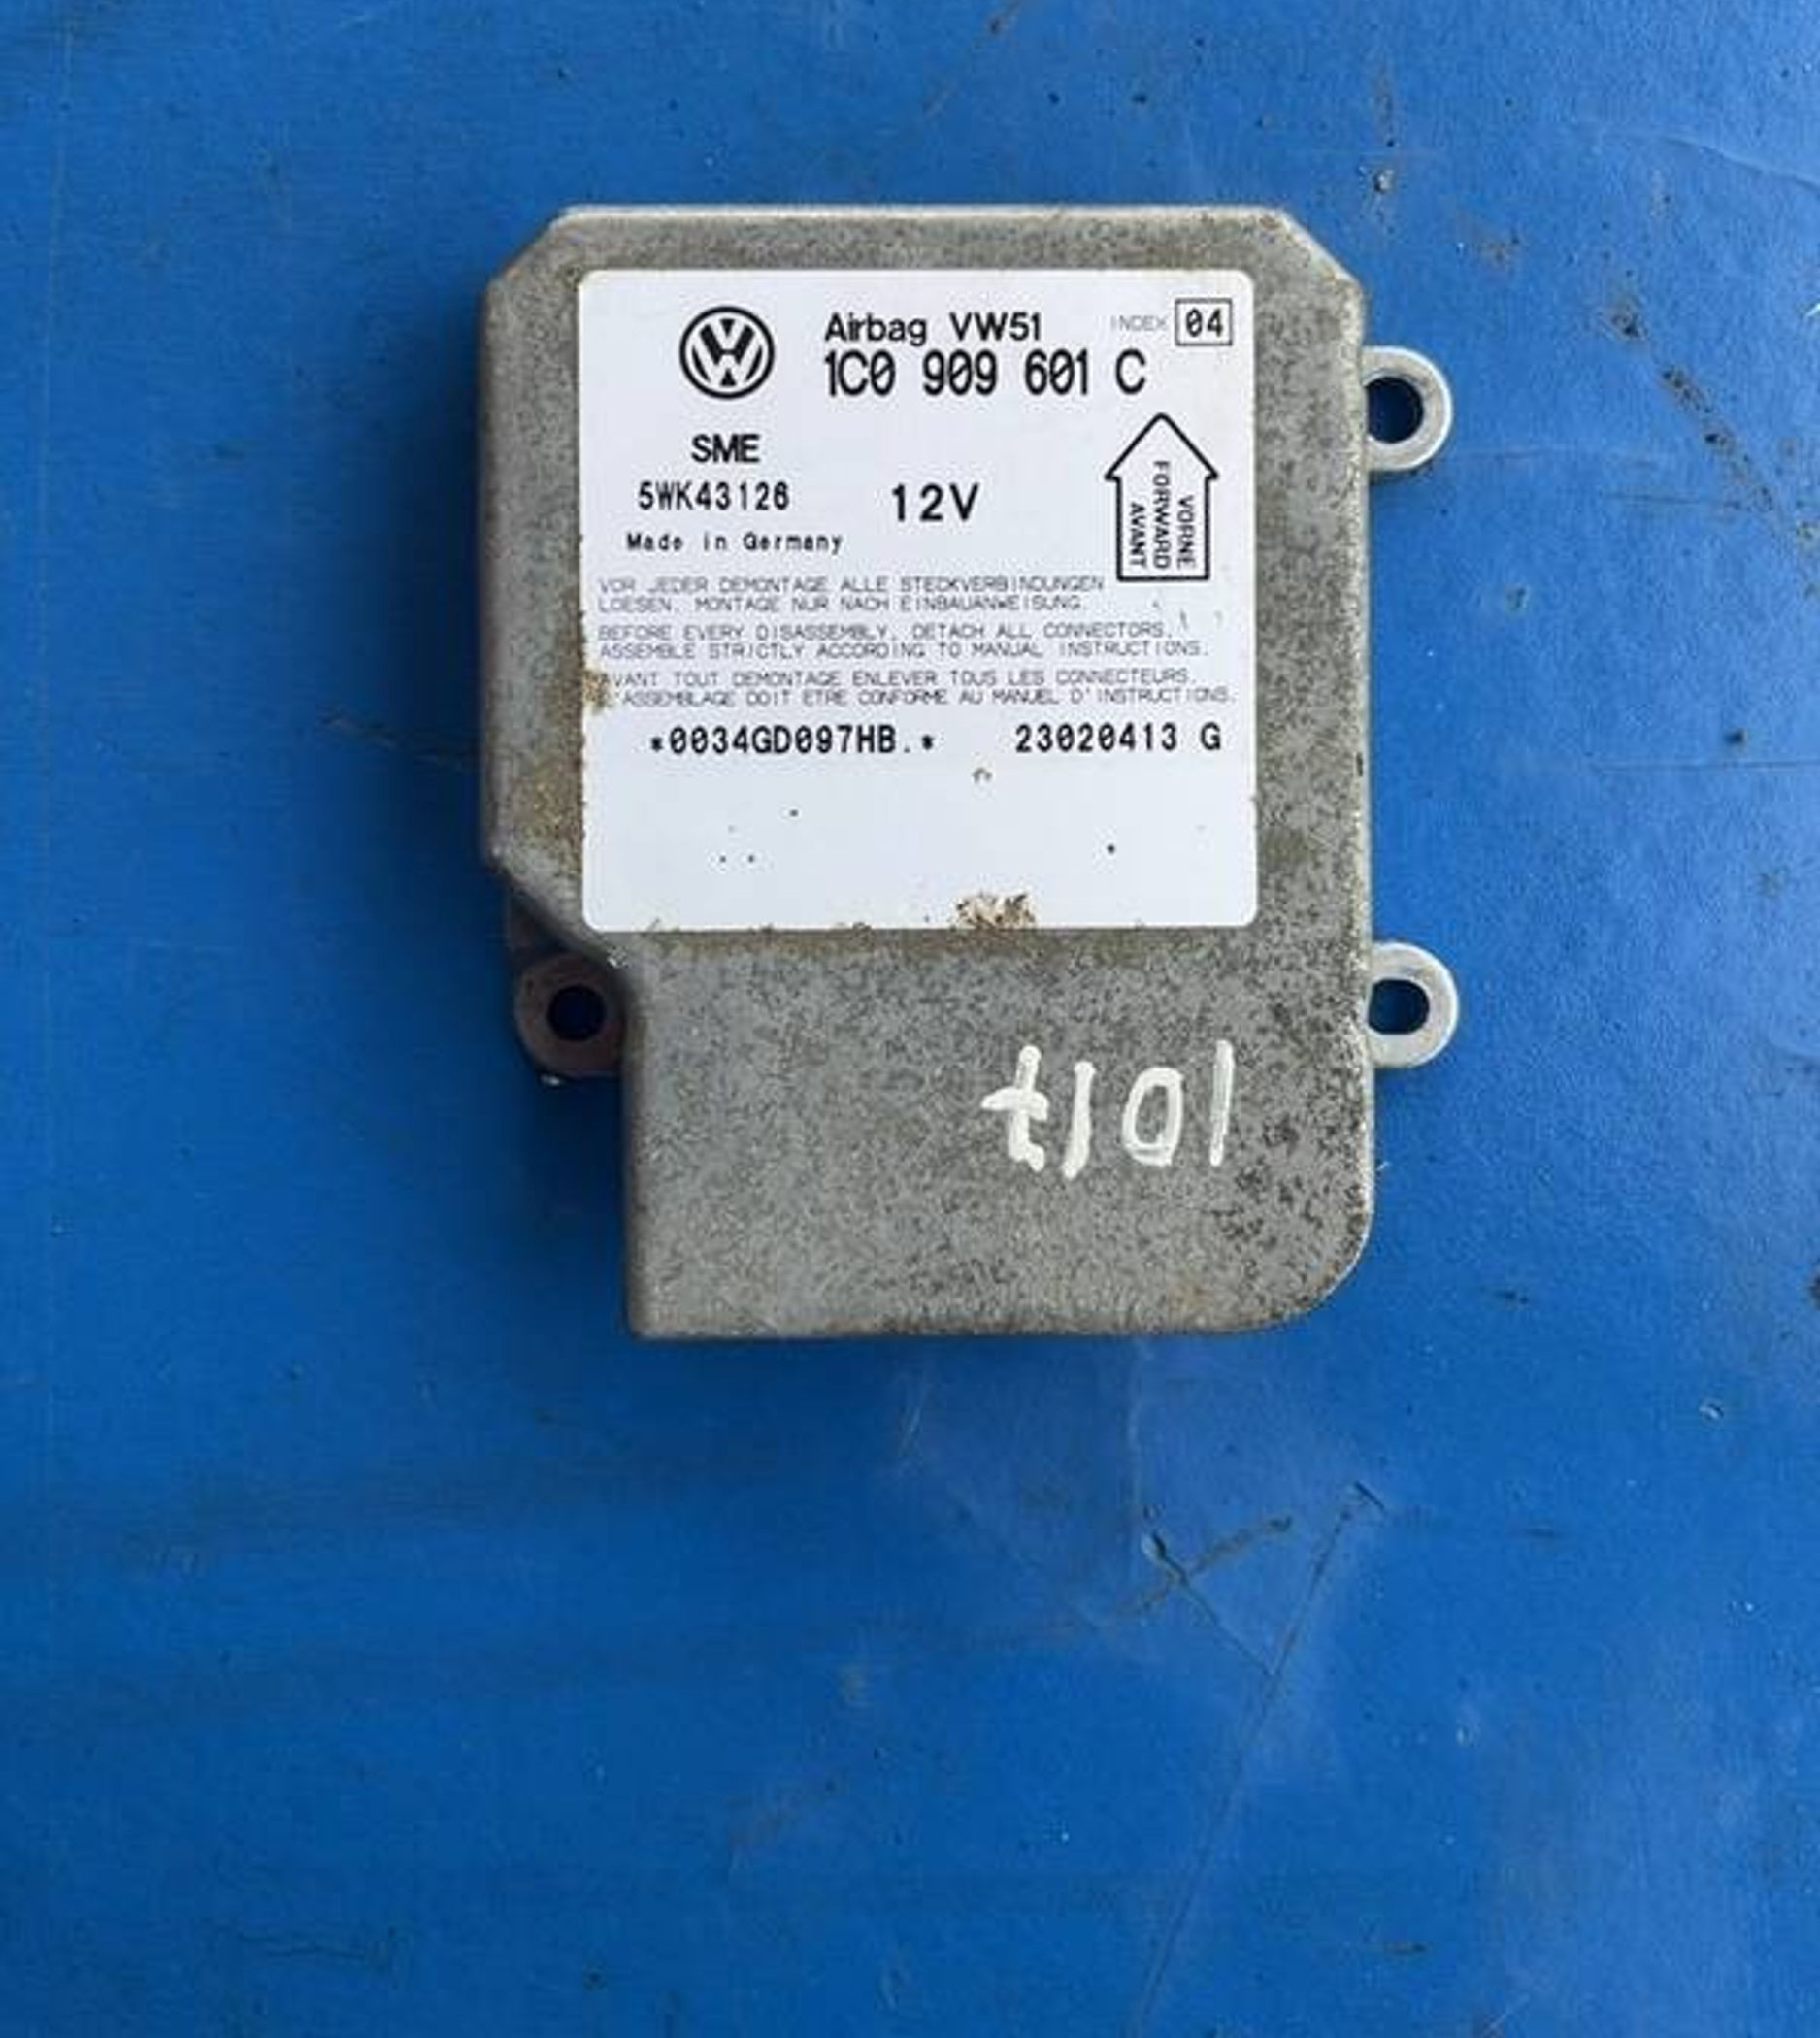 Airbag VW51 INDEX 04
1C0 909 601 C
SME
5WK43126 12V
Made in Germany
VORNE
FORWARD
AVANT
VOR JEDER DEMONTAGE ALLE STECKVERBINDUNGEN
LOESEN. MONTAGE NUR NACH EINBAUANWEISUNG.
BEFORE EVERY DISASSEMBLY, DETACH ALL CONNECTORS.
ASSEMBLE STRICTLY ACCORDING TO MANUAL INSTRUCTIONS.
AVANT TOUT DEMONTAGE ENLEVER TOUS LES CONNECTEURS.
L'ASSEMBLAGE DOIT ETRE CONFORME AU MANUEL D'INSTRUCTIONS.
*0034GD097HB.* 23020413 G